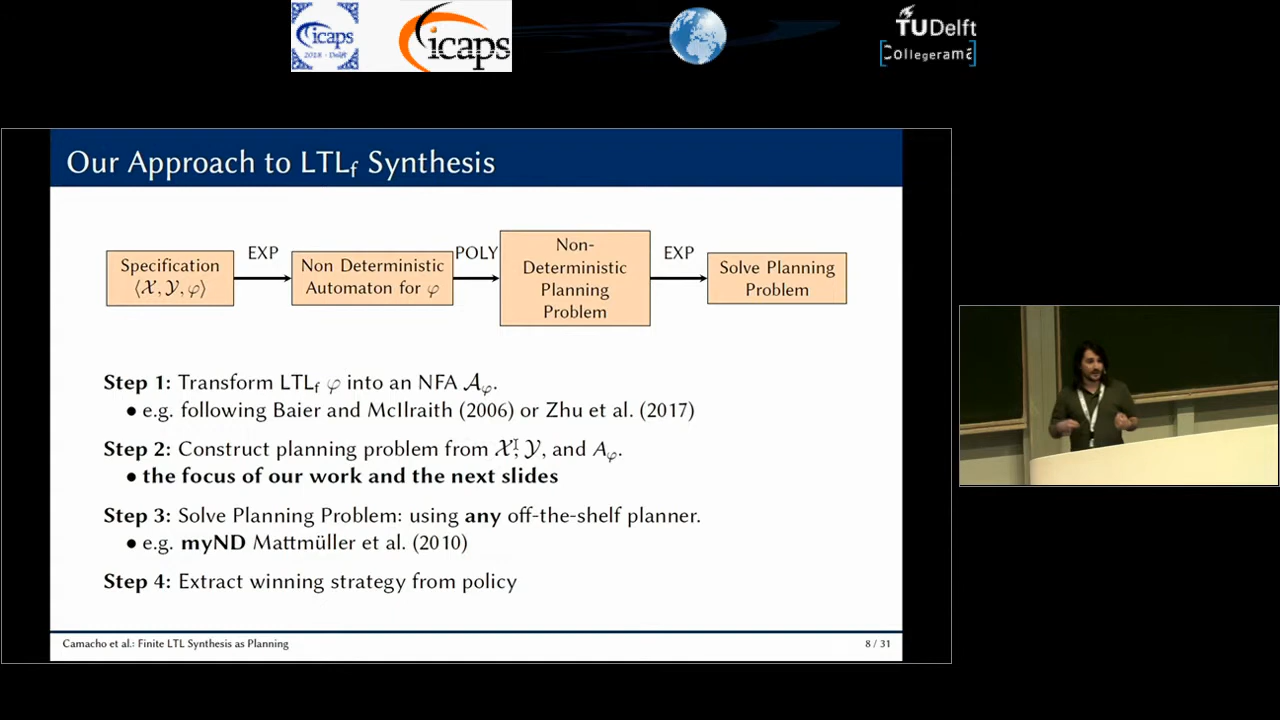 icaps
2018 - Delft
icaps
TUDelft
Collegerama
Our Approach to LTLf Synthesis
EXP
POLY
EXP
Specification
⟨𝒳, 𝒴, φ⟩
Non Deterministic
Automaton for φ
Non-
Deterministic
Planning
Problem
Solve Planning
Problem
Step 1: Transform LTLf φ into an NFA 𝒜φ.
• e.g. following Baier and McIlraith (2006) or Zhu et al. (2017)
Step 2: Construct planning problem from 𝒳, 𝒴, and Aφ.
• the focus of our work and the next slides
Step 3: Solve Planning Problem: using any off-the-shelf planner.
• e.g. myND Mattmüller et al. (2010)
Step 4: Extract winning strategy from policy
Camacho et al.: Finite LTL Synthesis as Planning
8 / 31